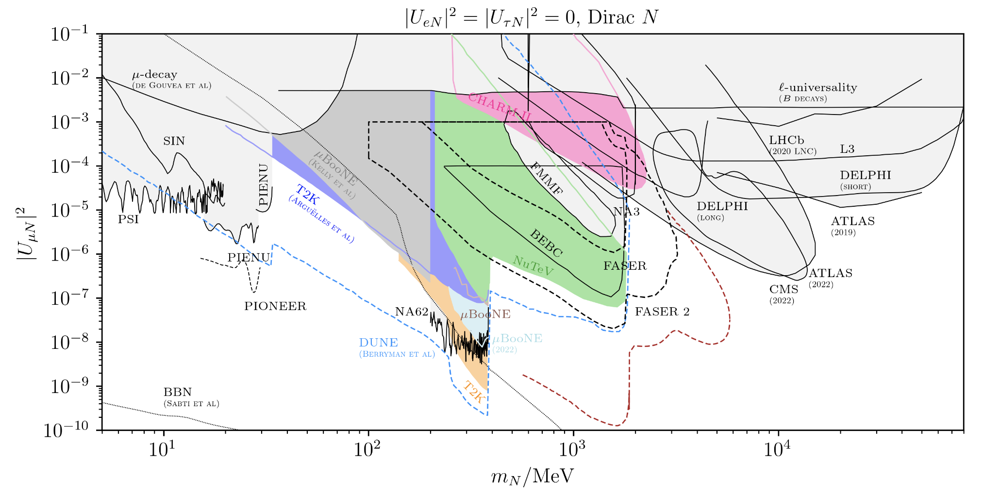 |U_{eN}|^2 = |U_{τN}|^2 = 0, Dirac N
10^{-1}
10^{-2}
10^{-3}
10^{-4}
10^{-5}
10^{-6}
10^{-7}
10^{-8}
10^{-9}
10^{-10}
|U_{μN}|^2
μ-decay
(DE GOUVEA ET AL)
SIN
PSI
PIENU
PIENU
PIONEER
μBooNE
(KELLY ET AL)
T2K
(ARGUËLLES ET AL)
CHARM-II
FMMF
NA3
BEBC
NuTeV
FASER
FASER 2
NA62
μBooNE
μBooNE
(2022)
T2K
DUNE
(BERRYMAN ET AL)
BBN
(SABTI ET AL)
ℓ-universality
(B DECAYS)
LHCb
(2020 LNC)
L3
DELPHI
(SHORT)
DELPHI
(LONG)
ATLAS
(2019)
ATLAS
(2022)
CMS
(2022)
10^1
10^2
10^3
10^4
m_N/MeV